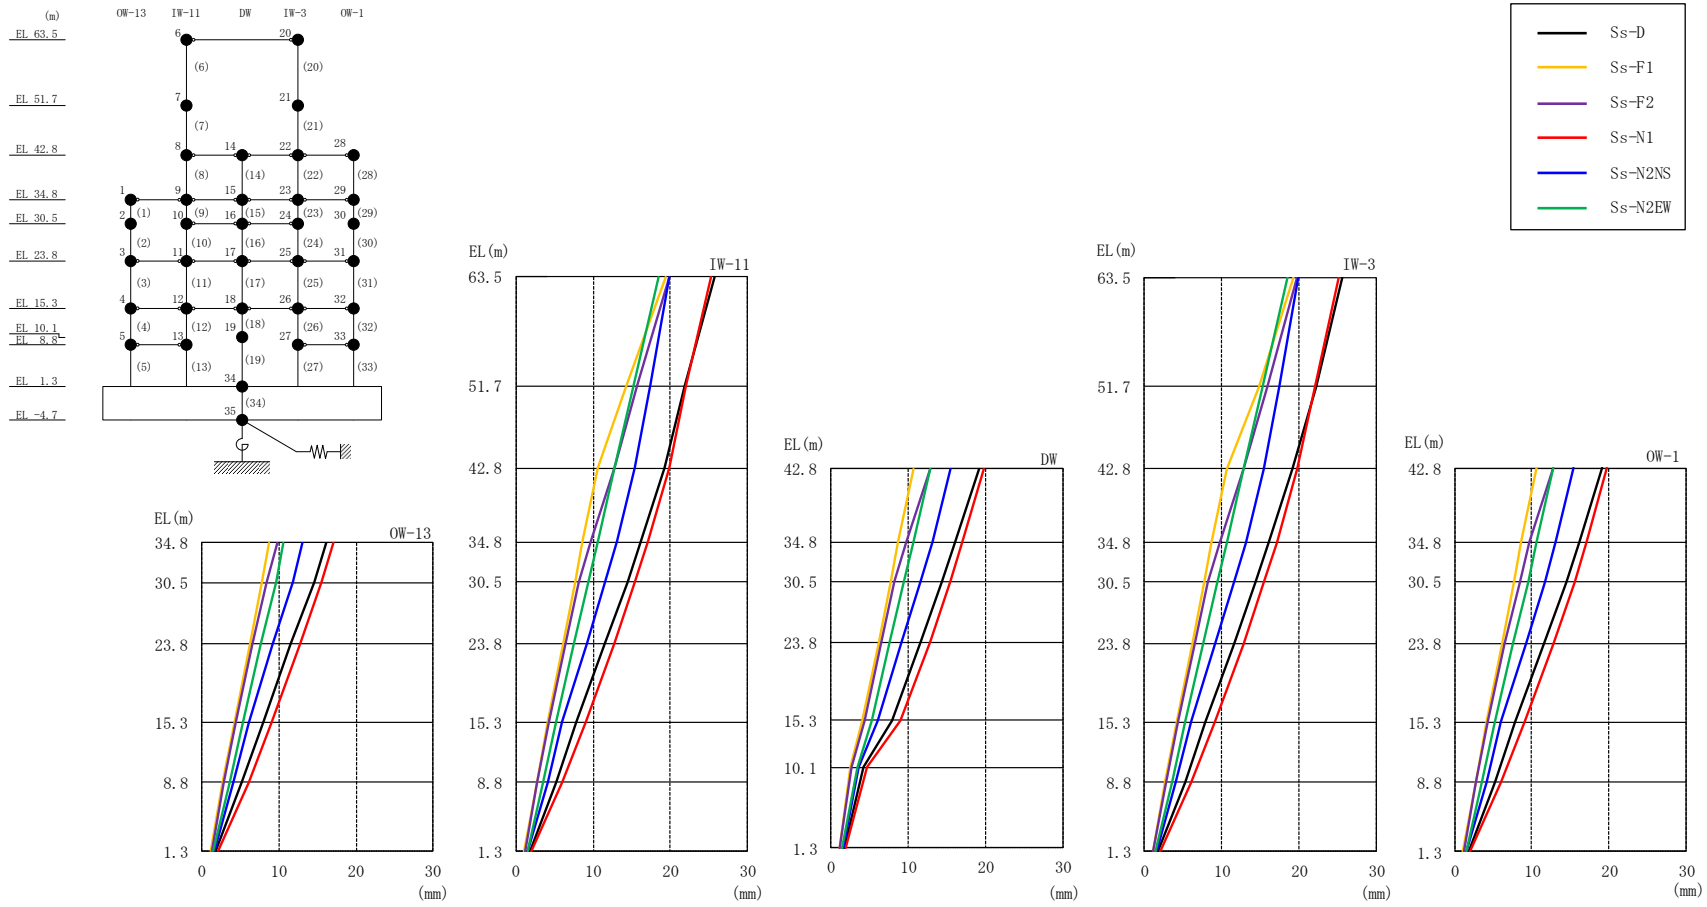 (m) OW-13 IW-11 DW IW-3 OW-1
EL 63.5 6 20
(6) (20)
EL 51.7 7 21
(7) (21)
EL 42.8 8 14 22 28
(8) (14) (22) (28)
EL 34.8 1 9 15 23 29
(1) (9) (15) (23) (29)
EL 30.5 2 10 16 24 30
(2) (10) (16) (24) (30)
EL 23.8 3 11 17 25 31
(3) (11) (17) (25) (31)
EL 15.3 4 12 18 26 32
(4) (12) (18) (26) (32)
EL 10.1 19
EL 8.8 5 13 27 33
(5) (13) (19) (27) (33)
EL 1.3 34
(34)
EL -4.7 35
Ss-D
Ss-F1
Ss-F2
Ss-N1
Ss-N2NS
Ss-N2EW
EL(m)
OW-13
34.8
30.5
23.8
15.3
8.8
1.3
0 10 20 30
(mm)
EL(m)
IW-11
63.5
51.7
42.8
34.8
30.5
23.8
15.3
8.8
1.3
0 10 20 30
(mm)
EL(m)
DW
42.8
34.8
30.5
23.8
15.3
10.1
1.3
0 10 20 30
(mm)
EL(m)
IW-3
63.5
51.7
42.8
34.8
30.5
23.8
15.3
8.8
1.3
0 10 20 30
(mm)
EL(m)
OW-1
42.8
34.8
30.5
23.8
15.3
8.8
1.3
0 10 20 30
(mm)